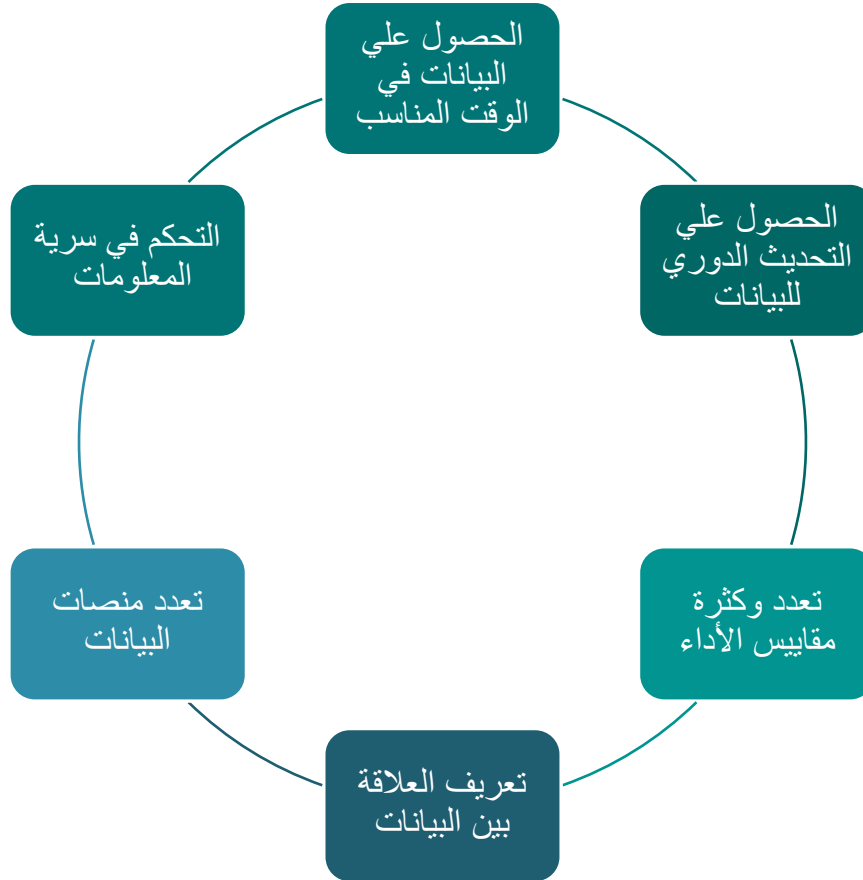 الحصول علي
البيانات في
الوقت المناسب
الحصول علي
التحديث الدوري
للبيانات
تعدد وكثرة
مقاييس الأداء
تعريف العلاقة
بين البيانات
تعدد منصات
البيانات
التحكم في سرية
المعلومات